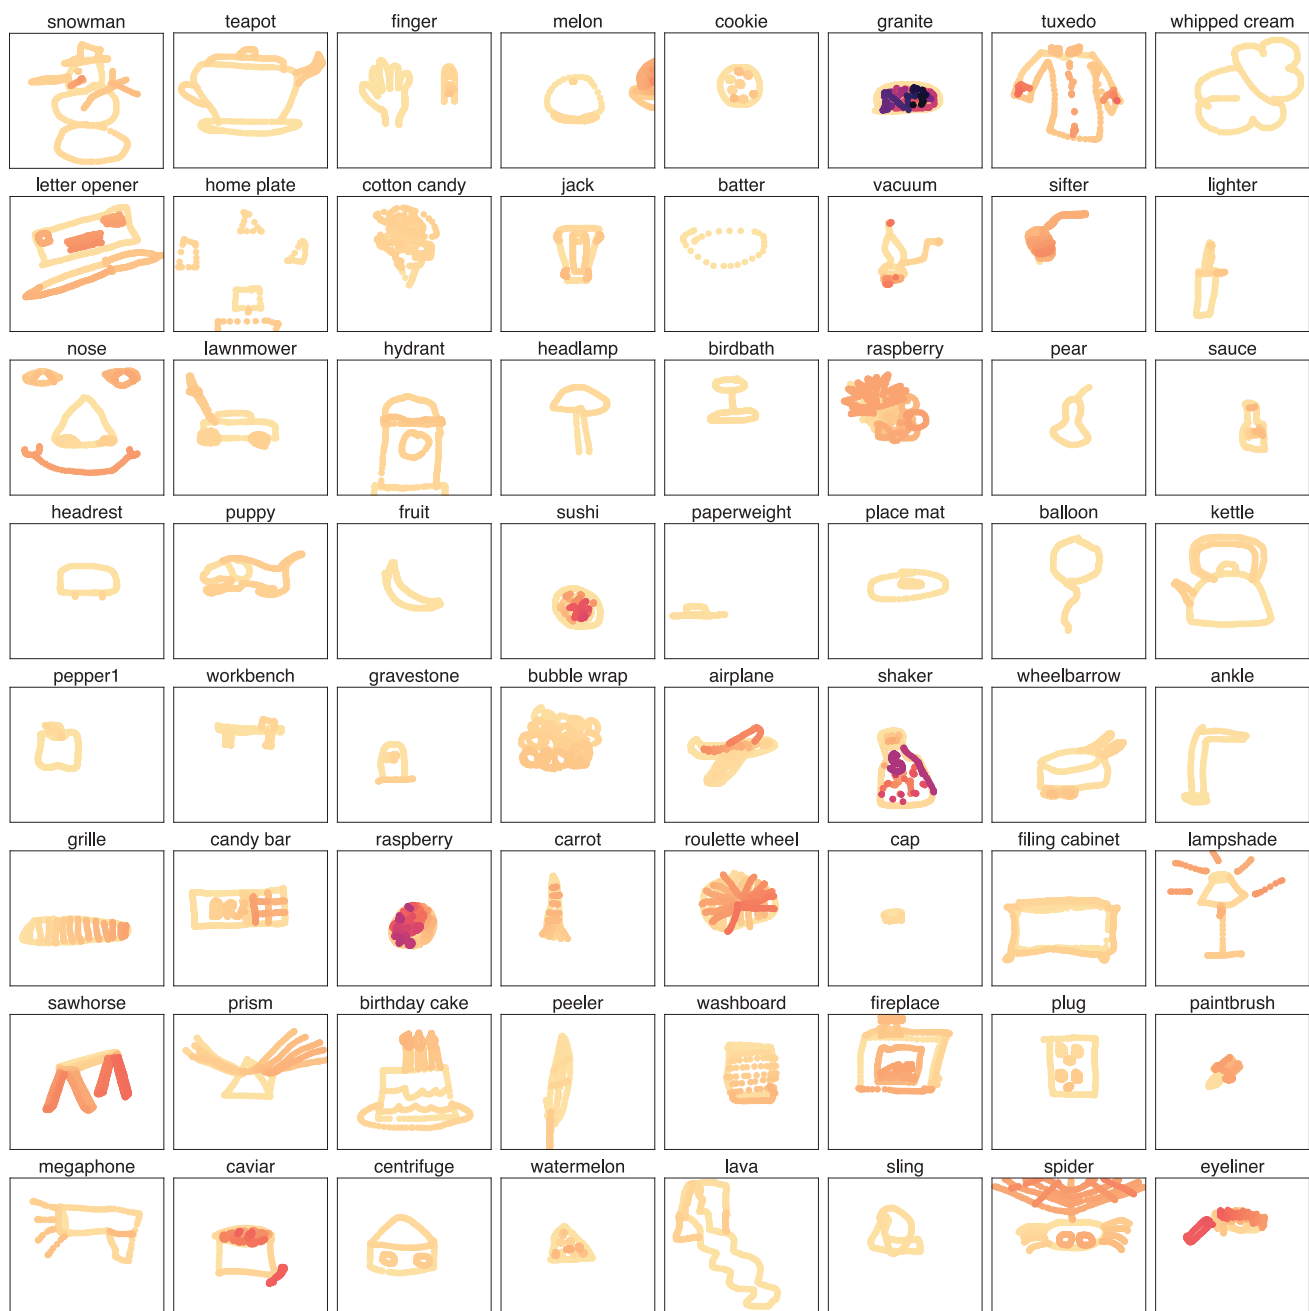 snowman teapot finger melon cookie granite tuxedo whipped cream
letter opener home plate cotton candy jack batter vacuum sifter lighter
nose lawnmower hydrant headlamp birdbath raspberry pear sauce
headrest puppy fruit sushi paperweight place mat balloon kettle
pepper1 workbench gravestone bubble wrap airplane shaker wheelbarrow ankle
grille candy bar raspberry carrot roulette wheel cap filing cabinet lampshade
sawhorse prism birthday cake peeler washboard fireplace plug paintbrush
megaphone caviar centrifuge watermelon lava sling spider eyeliner